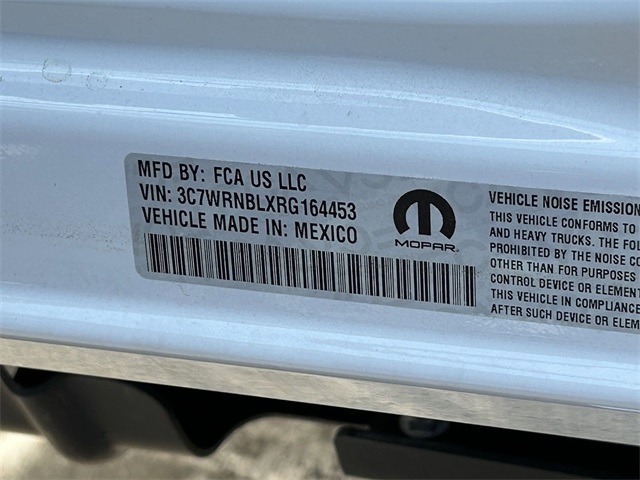 MFD BY: FCA US LLC
VIN: 3C7WRNBLXRG164453
VEHICLE MADE IN: MEXICO
MOPAR
VEHICLE NOISE EMISSION
THIS VEHICLE CONFORMS TO
AND HEAVY TRUCKS. THE FOL
PROHIBITED BY THE NOISE CO
OTHER THAN FOR PURPOSES
CONTROL DEVICE OR ELEMEN
THIS VEHICLE IN COMPLIANCE
AFTER SUCH DEVICE OR ELEM